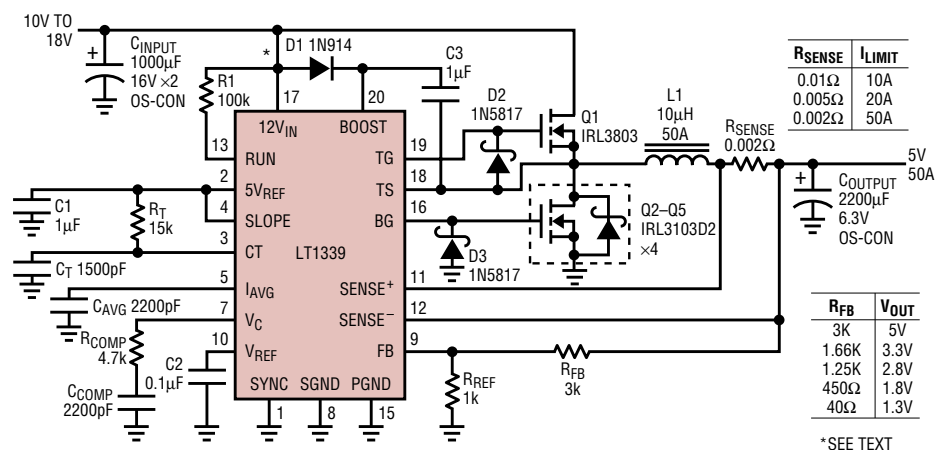 10V TO
18V
+
C_INPUT
1000µF
16V ×2
OS-CON
*
D1 1N914
C3
1µF
R1
100k
17
20
12V_IN
BOOST
D2
1N5817
Q1
IRL3803
L1
10µH
50A
R_SENSE
0.002Ω
R_SENSE I_LIMIT
0.01Ω 10A
0.005Ω 20A
0.002Ω 50A
5V
50A
+
C_OUTPUT
2200µF
6.3V
OS-CON
13
RUN
19
TG
2
5V_REF
18
TS
C1
1µF
R_T
15k
4
SLOPE
16
BG
Q2–Q5
IRL3103D2
×4
3
CT
LT1339
D3
1N5817
C_T 1500pF
5
I_AVG
11
SENSE+
C_AVG 2200pF
7
V_C
12
SENSE–
R_COMP
4.7k
10
V_REF
9
FB
C2
0.1µF
R_FB
3k
R_REF
1k
C_COMP
2200pF
SYNC SGND PGND
1
8
15
R_FB V_OUT
3K 5V
1.66K 3.3V
1.25K 2.8V
450Ω 1.8V
40Ω 1.3V
*SEE TEXT